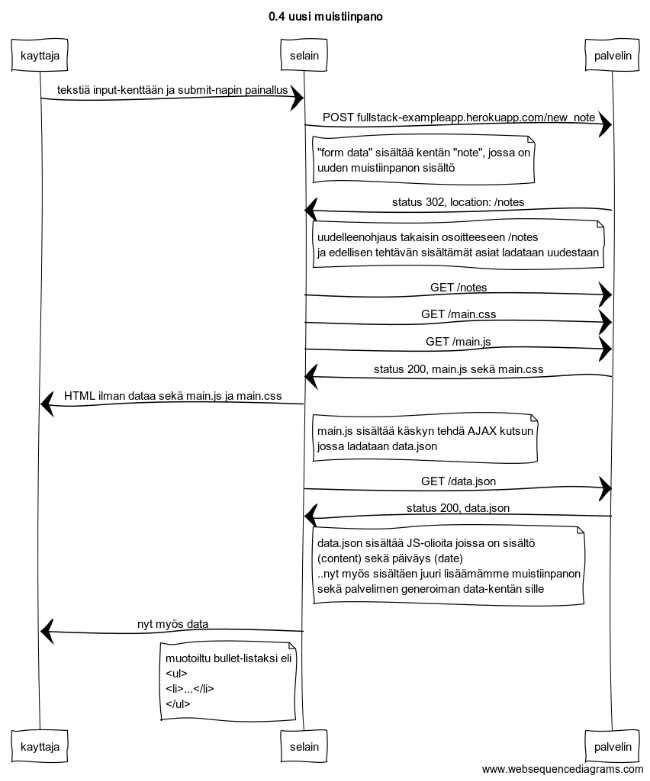 0.4 uusi muistiinpano
kayttaja
selain
palvelin
tekstiä input-kenttään ja submit-napin painallus
POST fullstack-exampleapp.herokuapp.com/new_note
"form data" sisältää kentän "note", jossa on
uuden muistiinpanon sisältö
status 302, location: /notes
uudelleenohjaus takaisin osoitteeseen /notes
ja edellisen tehtävän sisältämät asiat ladataan uudestaan
GET /notes
GET /main.css
GET /main.js
status 200, main.js sekä main.css
HTML ilman dataa sekä main.js ja main.css
main.js sisältää käskyn tehdä AJAX kutsun
jossa ladataan data.json
GET /data.json
status 200, data.json
data.json sisältää JS-olioita joissa on sisältö
(content) sekä päiväys (date)
..nyt myös sisältäen juuri lisäämämme muistiinpanon
sekä palvelimen generoiman data-kentän sille
nyt myös data
muotoiltu bullet-listaksi eli
<ul>
<li>...</li>
</ul>
kayttaja
selain
palvelin
www.websequencediagrams.com